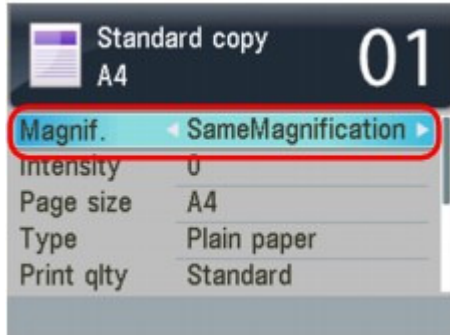 Standard copy
A4
01
Magnif. SameMagnification
Intensity 0
Page size A4
Type Plain paper
Print qlty Standard